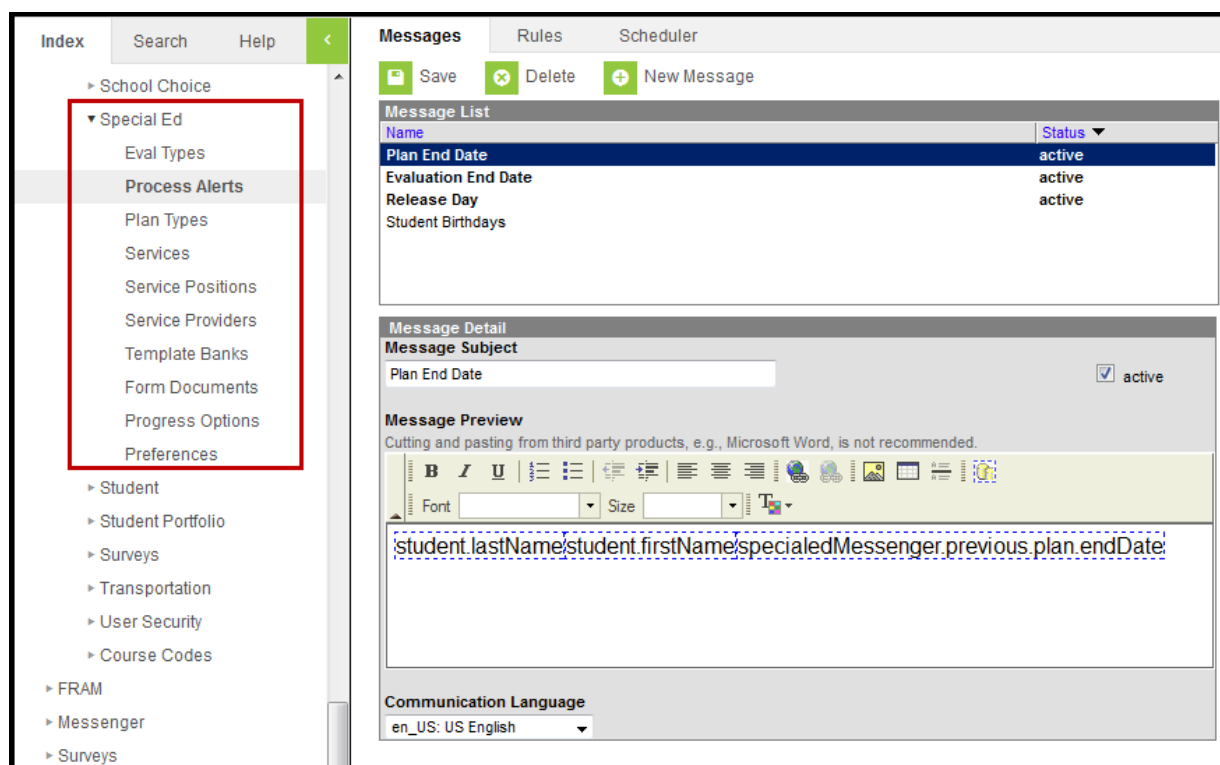 Index Search Help
School Choice
Special Ed
Eval Types
Process Alerts
Plan Types
Services
Service Positions
Service Providers
Template Banks
Form Documents
Progress Options
Preferences
Student
Student Portfolio
Surveys
Transportation
User Security
Course Codes
FRAM
Messenger
Surveys
Messages Rules Scheduler
Save Delete New Message
Message List
Name Status
Plan End Date active
Evaluation End Date active
Release Day active
Student Birthdays
Message Detail
Message Subject
Plan End Date active
Message Preview
Cutting and pasting from third party products, e.g., Microsoft Word, is not recommended.
B I U
Font Size T
student.lastName student.firstName specialedMessenger.previous.plan.endDate
Communication Language
en_US: US English